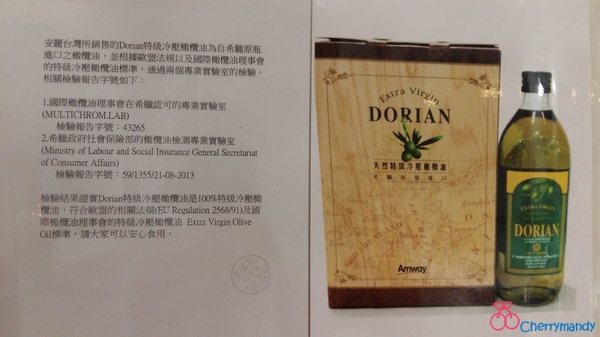 安麗台灣所銷售的Dorian特級冷壓橄欖油為自希臘原瓶
進口之橄欖油，並根據歐盟法規以及國際橄欖油理事會
的特級冷壓橄欖油標準，通過兩個專業實驗室的檢驗。
相關檢驗報告字號如下：
1.國際橄欖油理事會在希臘認可的專業實驗室
(MULTICHROM.LAB)
檢驗報告字號：43265
2.希臘政府社會保險部的橄欖油檢測專業實驗室
(Ministry of Labour and Social Insurance General Secretariat
of Consumer Affairs)
檢驗報告字號：59/1355/21-08-2013
檢驗結果證實Dorian特級冷壓橄欖油是100%特級冷壓橄
欖油，符合歐盟的相關法規(EU Regulation 2568/91)及國
際橄欖油理事會的特級冷壓橄欖油 Extra Virgin Olive
Oil標準，請大家可以安心食用。
Extra Virgin
DORIAN
天然特級冷壓橄欖油
Amway
EXTRA VIRGIN
DORIAN
Cherrymandy